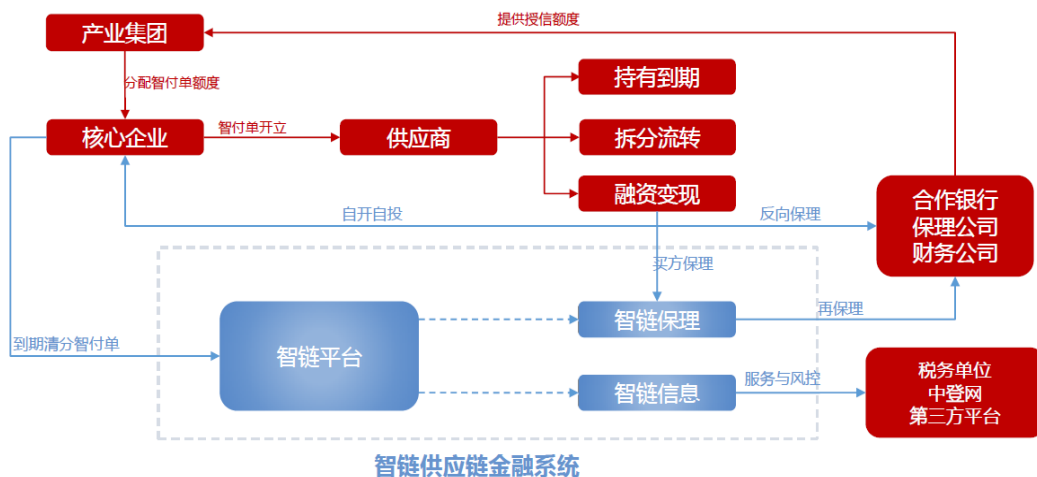 提供授信额度
产业集团
分配智付单额度
持有到期
核心企业
智付单开立
供应商
拆分流转
融资变现
合作银行
保理公司
财务公司
自开自投
反向保理
买方保理
智链保理
再保理
到期清分智付单
智链平台
智链信息
服务与风控
税务单位
中登网
第三方平台
智链供应链金融系统